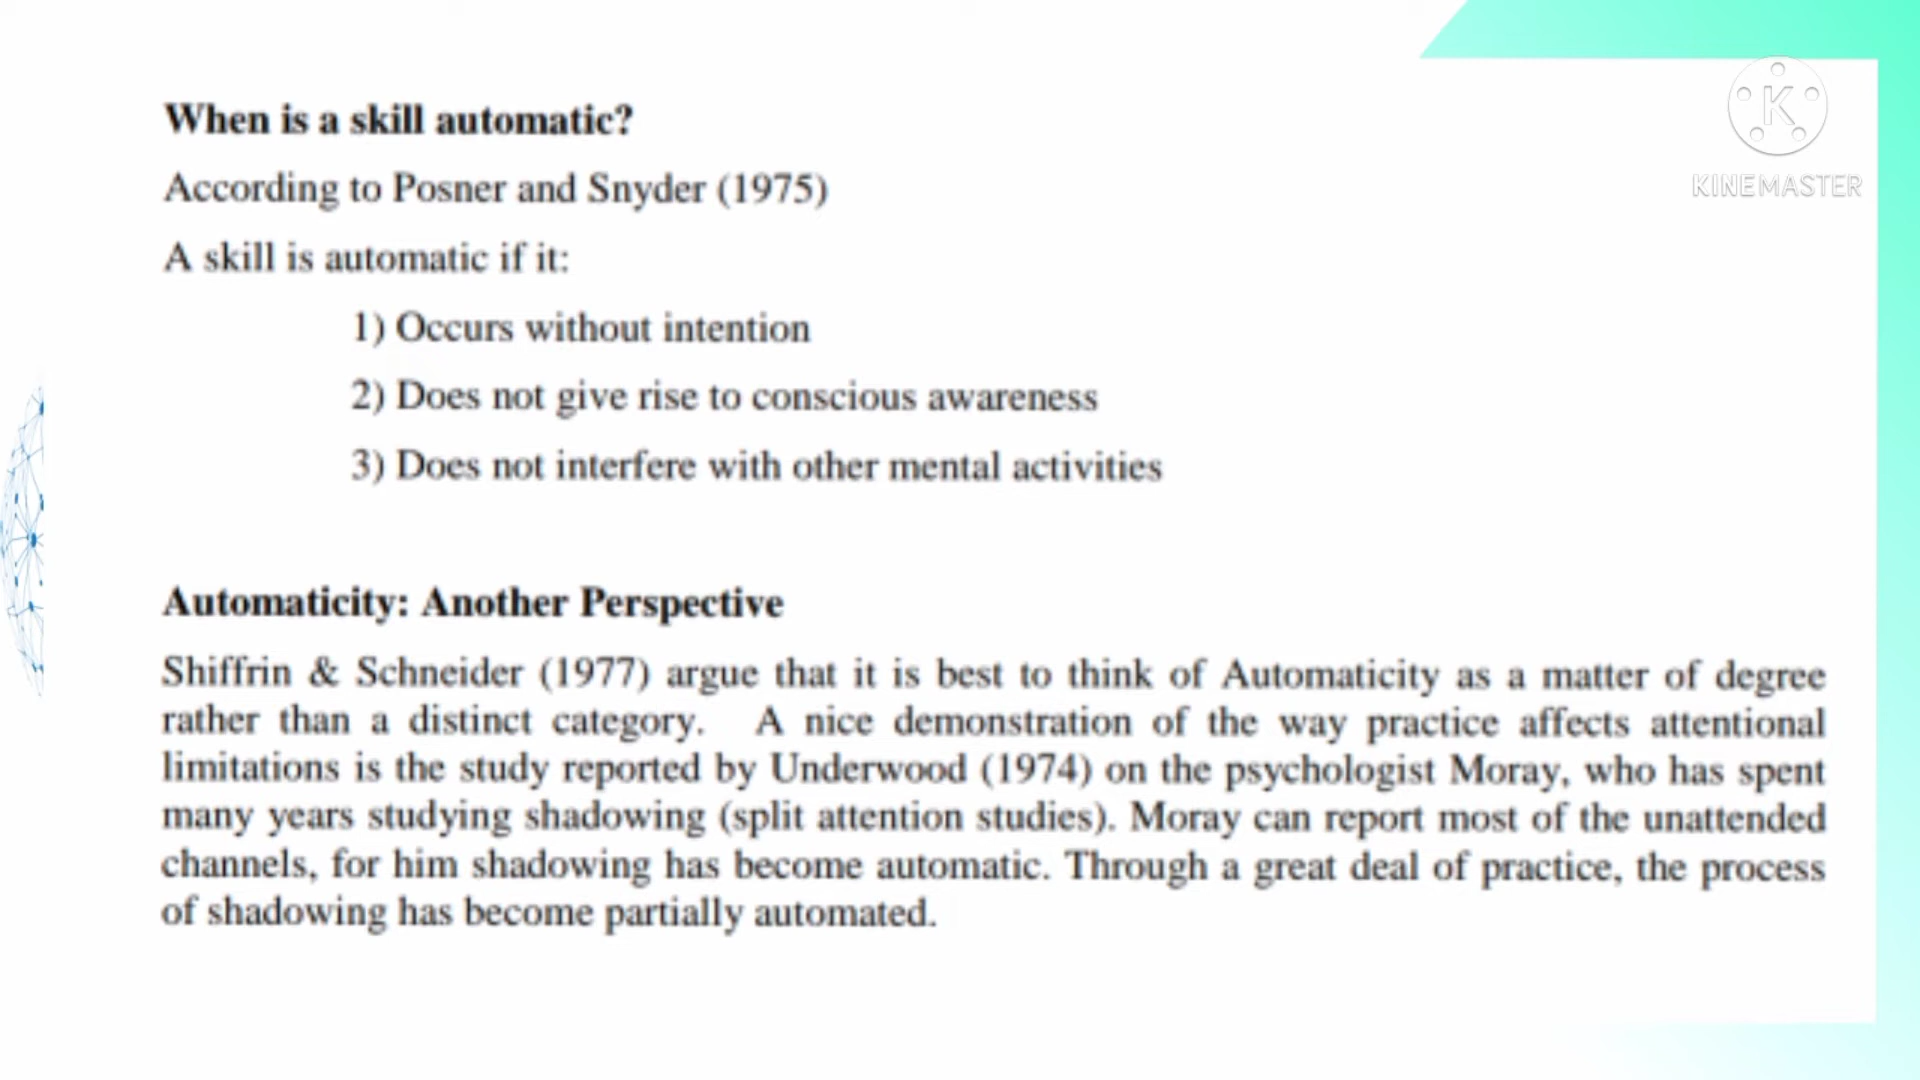 When is a skill automatic?
According to Posner and Snyder (1975)
A skill is automatic if it:
1) Occurs without intention
2) Does not give rise to conscious awareness
3) Does not interfere with other mental activities
Automaticity: Another Perspective
Shiffrin & Schneider (1977) argue that it is best to think of Automaticity as a matter of degree
rather than a distinct category. A nice demonstration of the way practice affects attentional
limitations is the study reported by Underwood (1974) on the psychologist Moray, who has spent
many years studying shadowing (split attention studies). Moray can report most of the unattended
channels, for him shadowing has become automatic. Through a great deal of practice, the process
of shadowing has become partially automated.
K
KINEMASTER